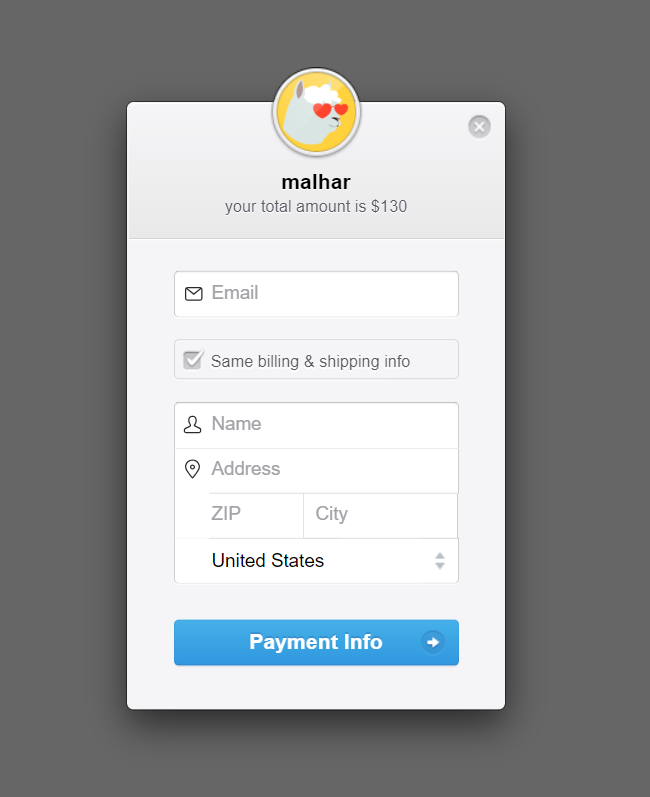 malhar
your total amount is $130
Email
Same billing & shipping info
Name
Address
ZIP City
United States
Payment Info